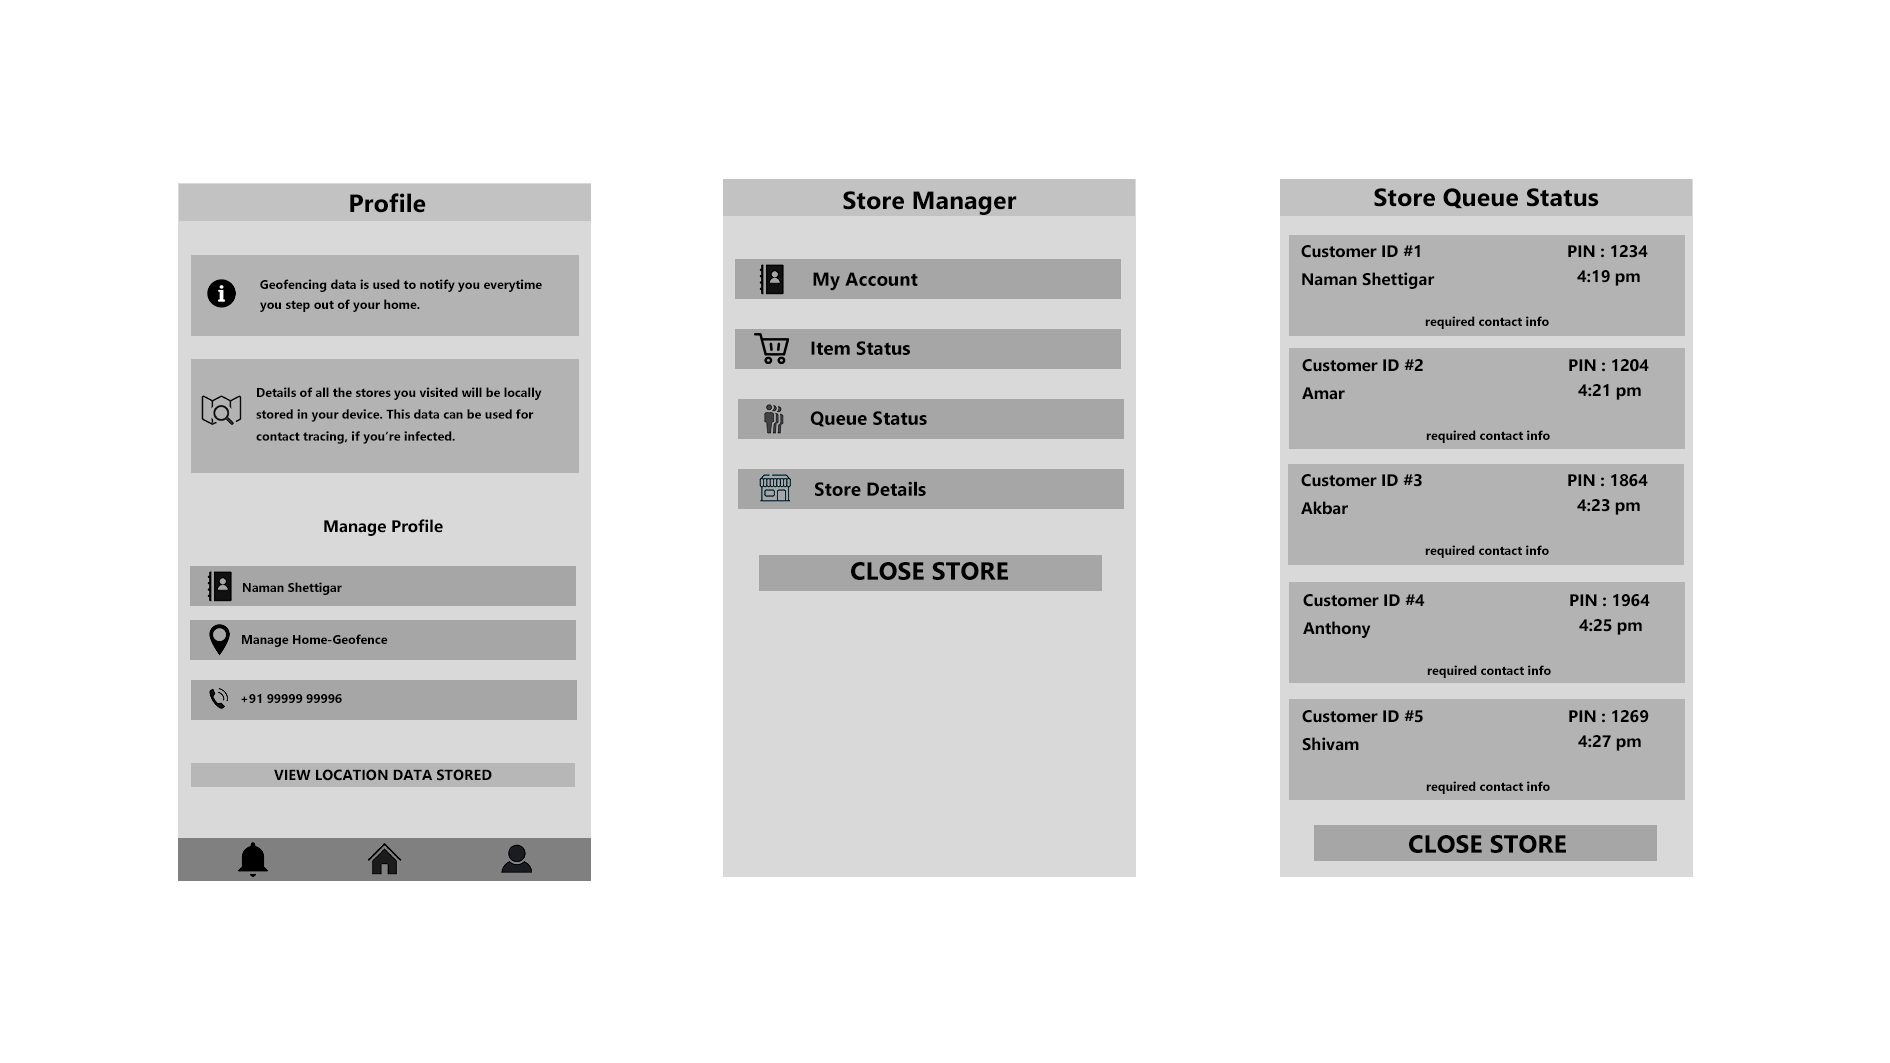 Profile
Geofencing data is used to notify you everytime
you step out of your home.
Details of all the stores you visited will be locally
stored in your device. This data can be used for
contact tracing, if you're infected.
Manage Profile
Naman Shettigar
Manage Home-Geofence
+91 99999 99996
VIEW LOCATION DATA STORED
Store Manager
My Account
Item Status
Queue Status
Store Details
CLOSE STORE
Store Queue Status
Customer ID #1 PIN : 1234
Naman Shettigar 4:19 pm
required contact info
Customer ID #2 PIN : 1204
Amar 4:21 pm
required contact info
Customer ID #3 PIN : 1864
Akbar 4:23 pm
required contact info
Customer ID #4 PIN : 1964
Anthony 4:25 pm
required contact info
Customer ID #5 PIN : 1269
Shivam 4:27 pm
required contact info
CLOSE STORE